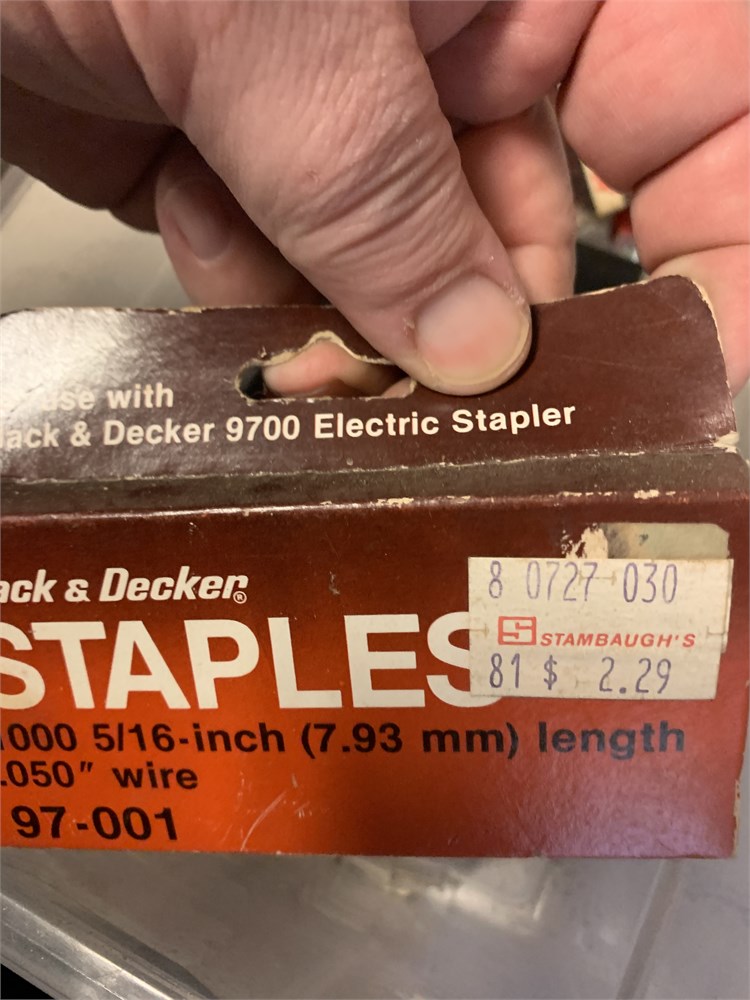 use with
ack & Decker 9700 Electric Stapler
ack & Decker®
STAPLES
8 0727 030
STAMBAUGH'S
81 $ 2.29
1000 5/16-inch (7.93 mm) length
.050" wire
97-001